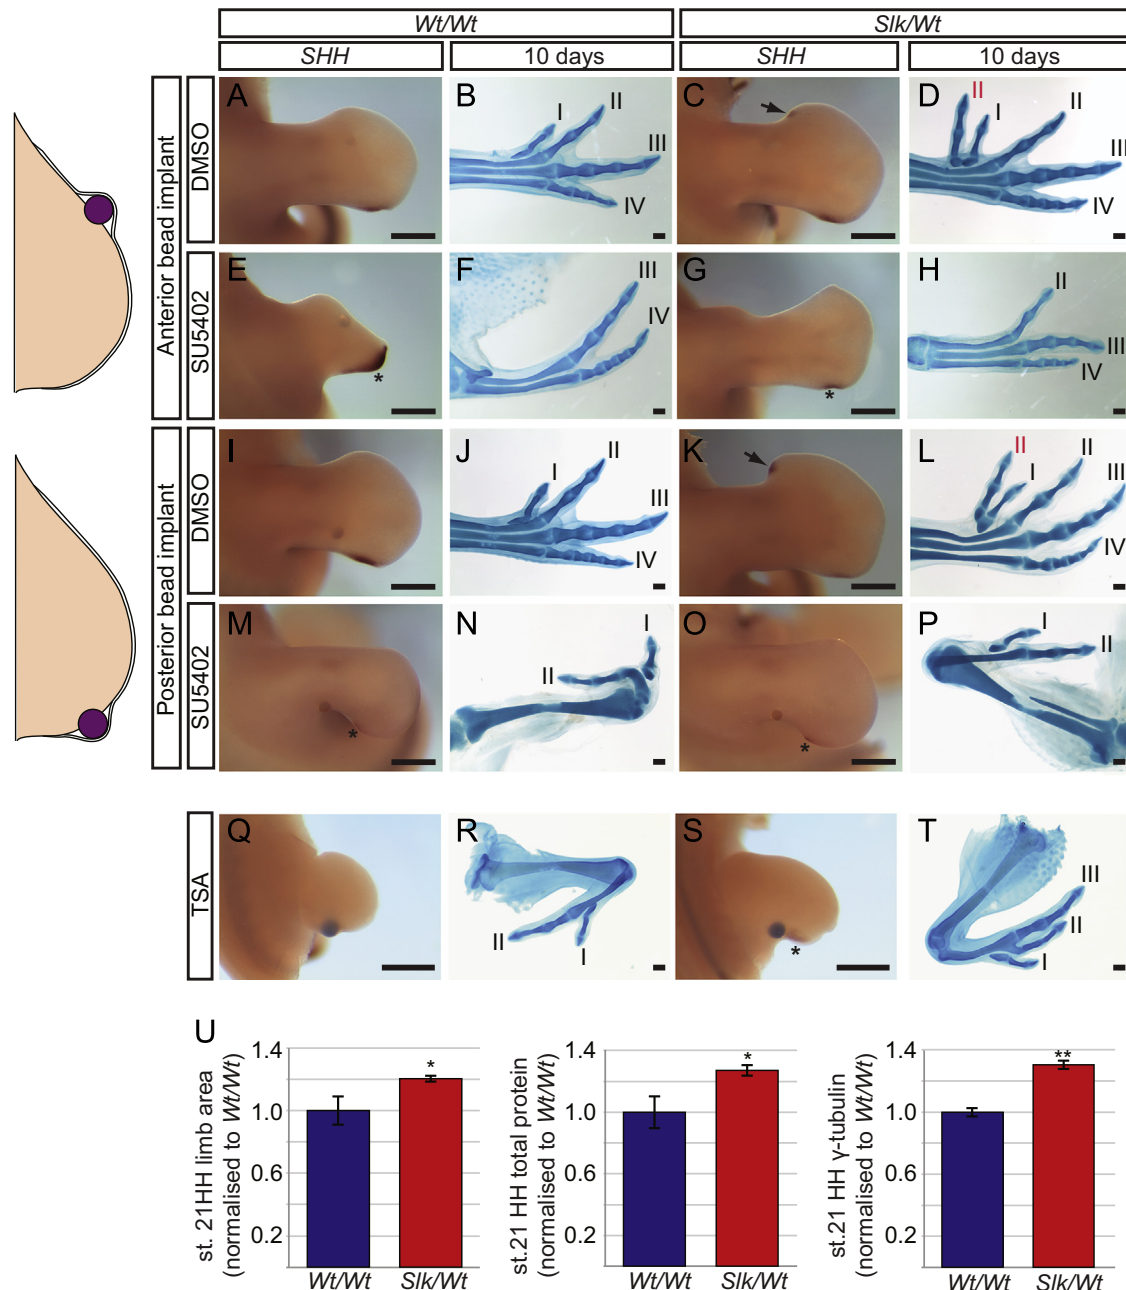 Wt/Wt
Slk/Wt
SHH
10 days
SHH
10 days
Anterior bead implant
DMSO
A
B
I
II
III
IV
C
D
II
I
II
III
IV
SU5402
E
*
F
III
IV
G
*
H
II
III
IV
Posterior bead implant
DMSO
I
J
I
II
III
IV
K
L
II
I
II
III
IV
SU5402
M
*
N
I
II
O
*
P
I
II
TSA
Q
R
II
I
S
*
T
III
II
I
U
st. 21HH limb area
(normalised to Wt/Wt)
1.4
1.0
0.6
0.2
*
Wt/Wt
Slk/Wt
st.21 HH total protein
(normalised to Wt/Wt)
1.4
1.0
0.6
0.2
*
Wt/Wt
Slk/Wt
st.21 HH γ-tubulin
(normalised to Wt/Wt)
1.4
1.0
0.6
0.2
**
Wt/Wt
Slk/Wt